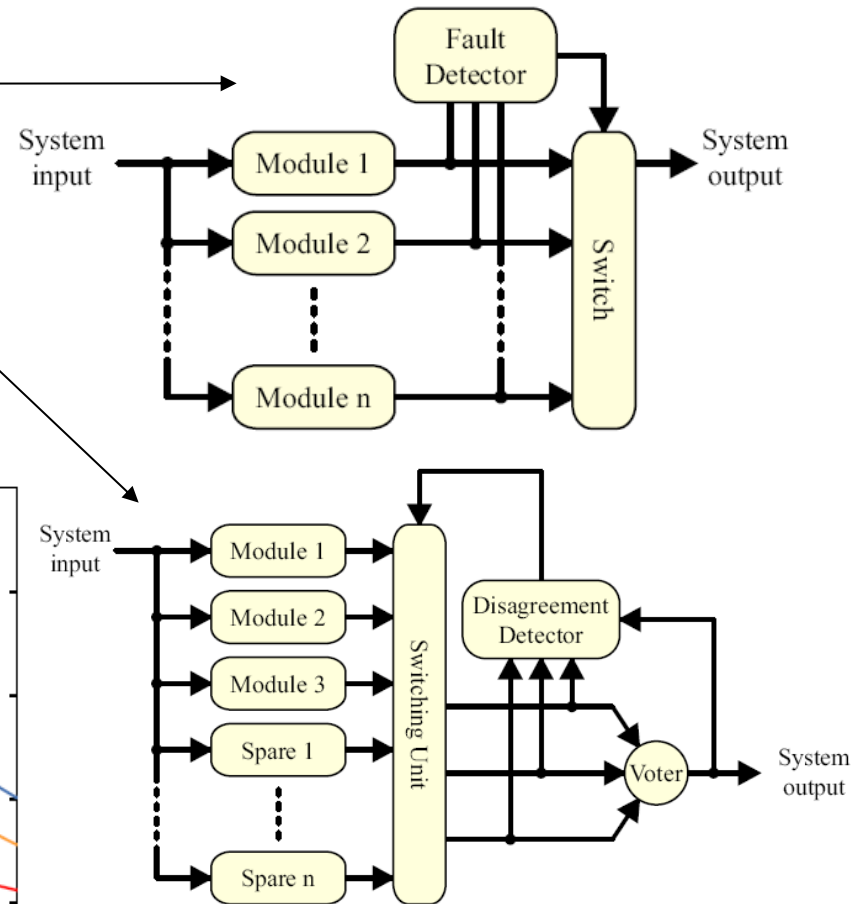 Fault
Detector
System
input
Module 1
System
output
Module 2
Switch
Module n
System
input
Module 1
Module 2
Disagreement
Detector
Module 3
Switching Unit
Spare 1
Voter
System
output
Spare n